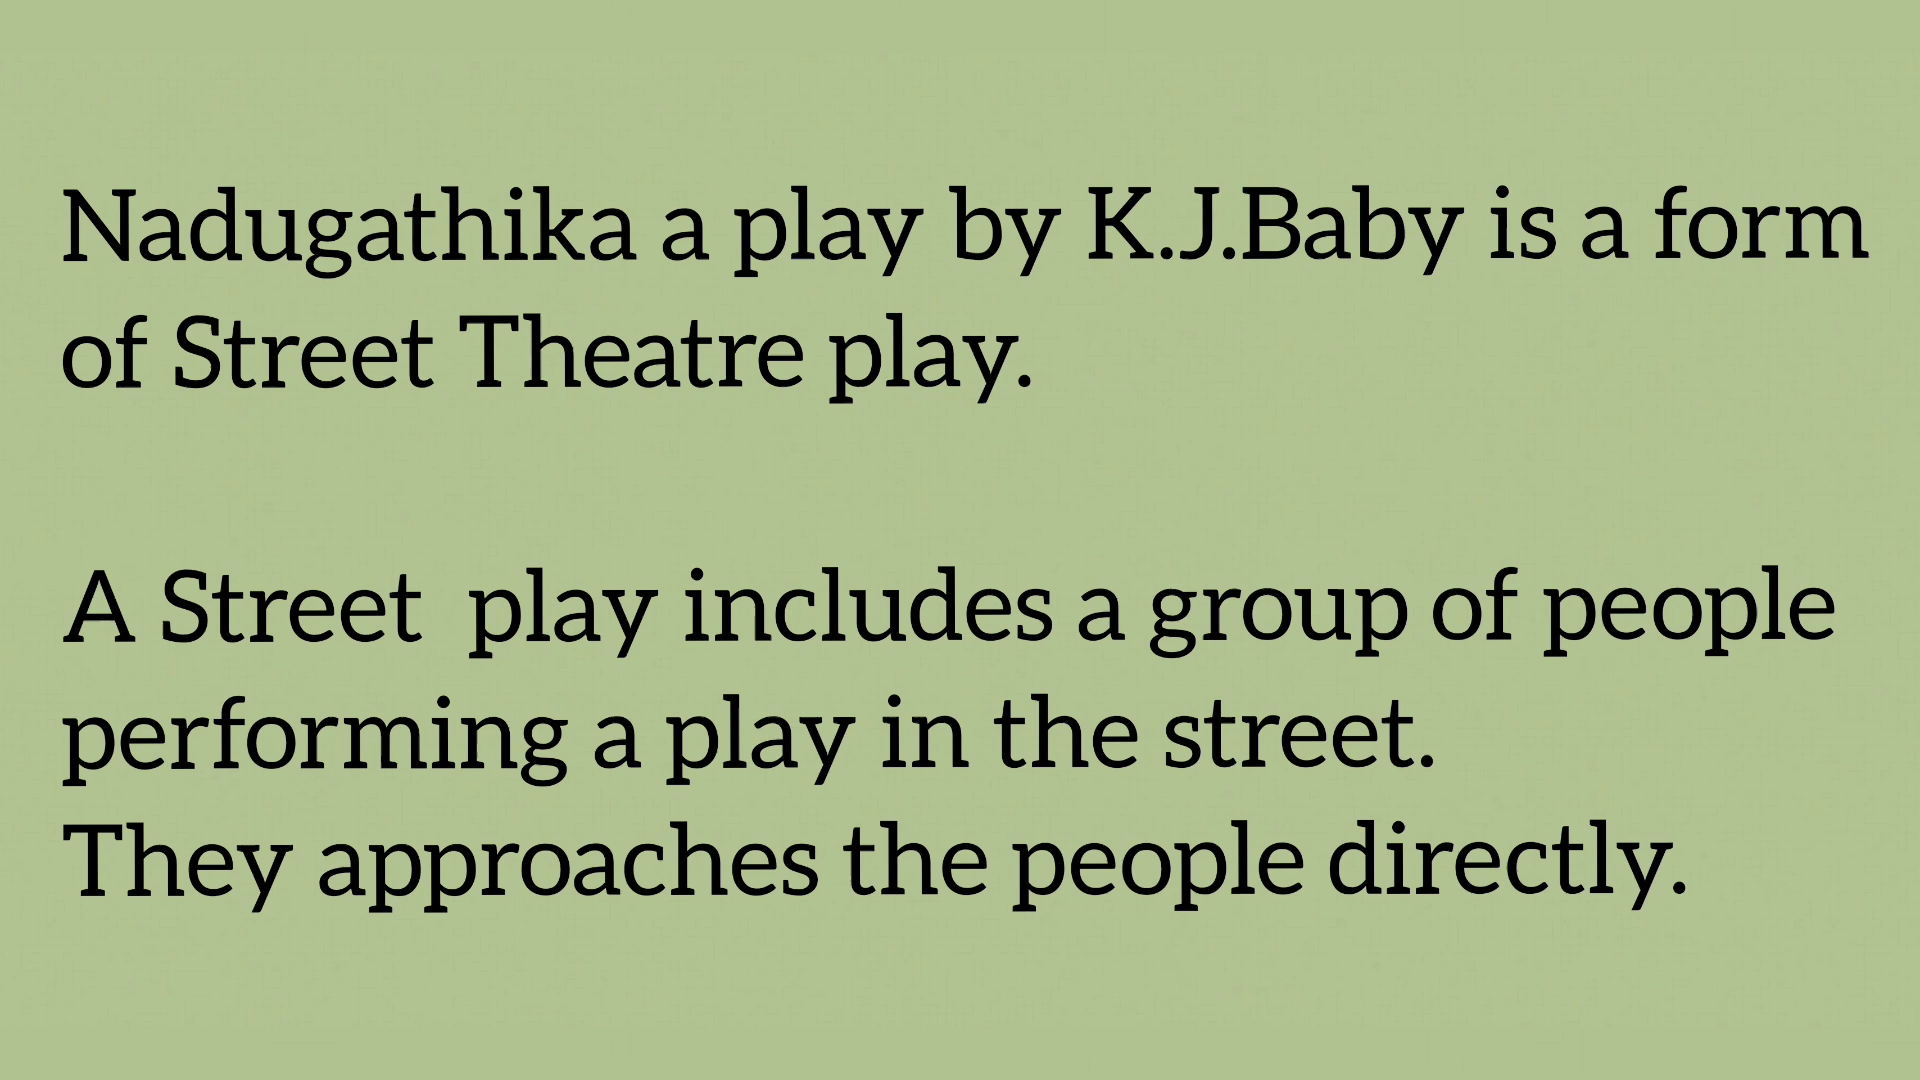 Nadugathika a play by K.J.Baby is a form
of Street Theatre play.
A Street  play includes a group of people
performing a play in the street.
They approaches the people directly.